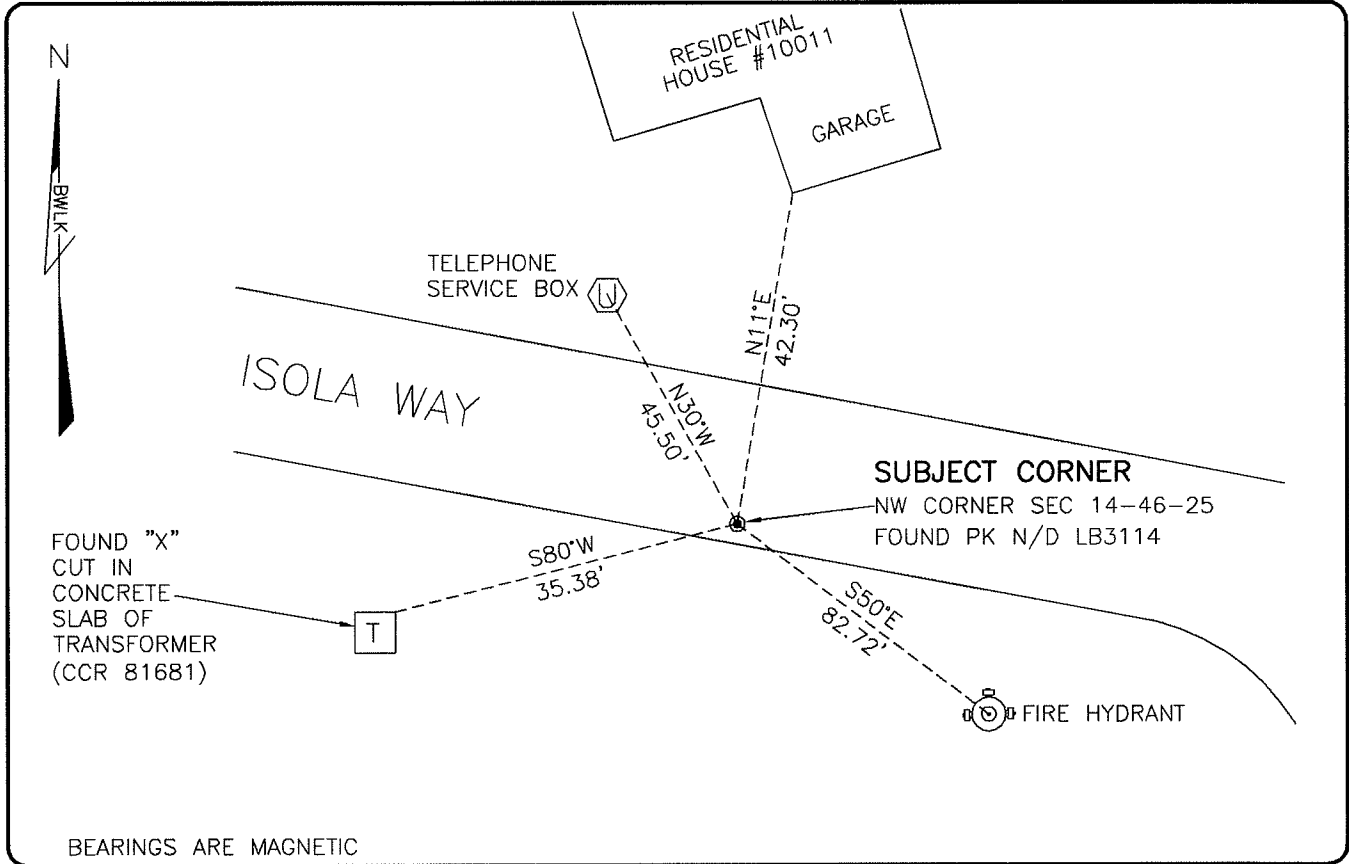 N
BWLK
RESIDENTIAL
HOUSE #10011
GARAGE
TELEPHONE
SERVICE BOX
N11°E
42.30'
ISOLA WAY
N30°W
45.50'
SUBJECT CORNER
NW CORNER SEC 14-46-25
FOUND PK N/D LB3114
FOUND "X"
CUT IN
CONCRETE
SLAB OF
TRANSFORMER
(CCR 81681)
S80°W
35.38'
T
S50°E
82.72'
FIRE HYDRANT
BEARINGS ARE MAGNETIC